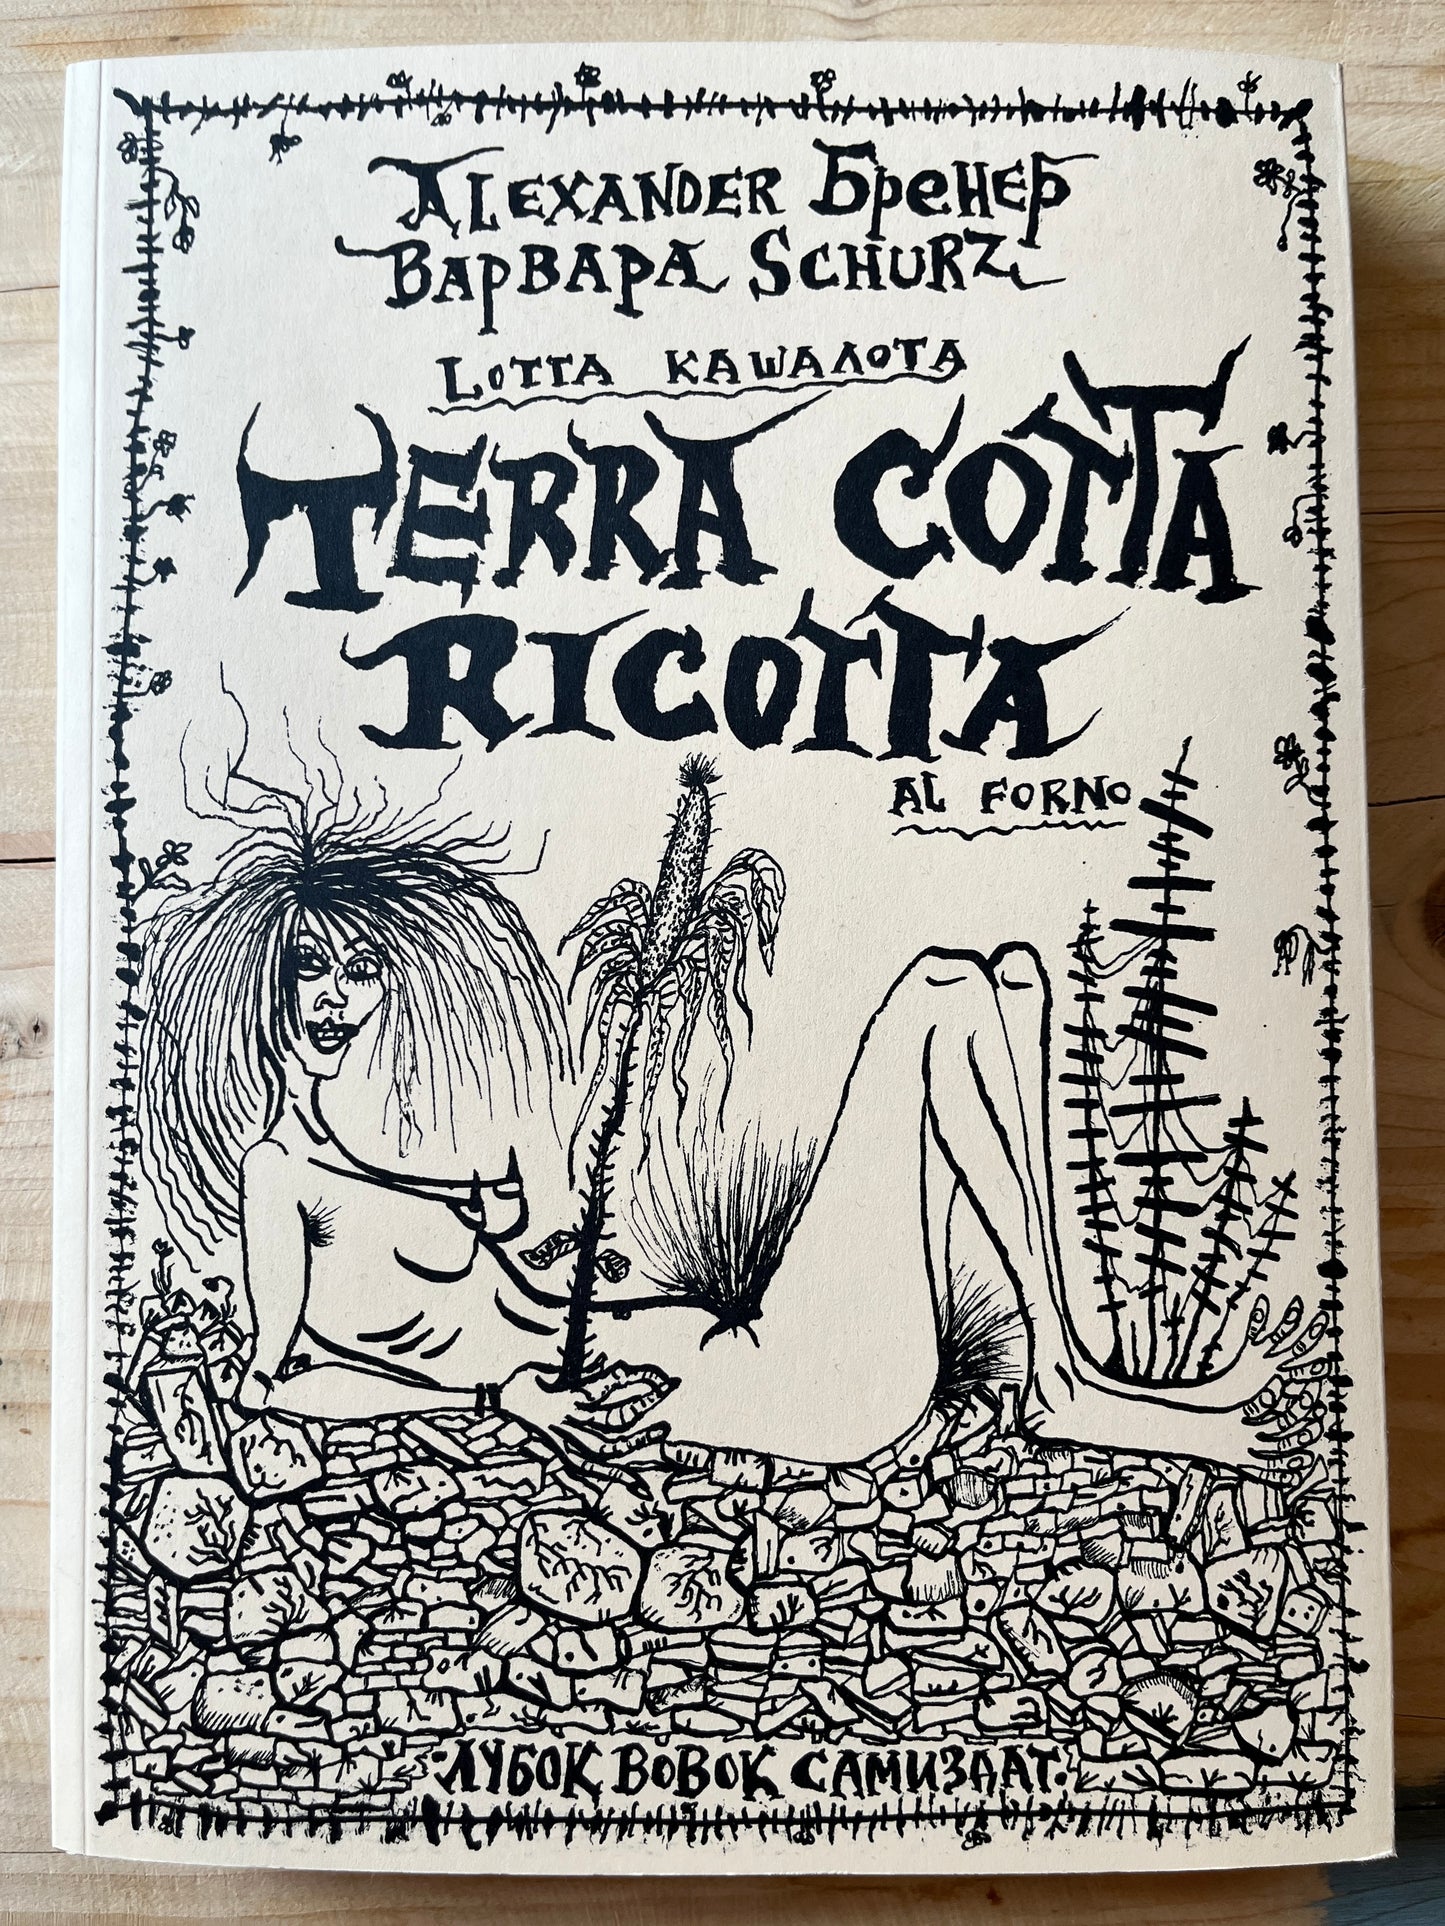 ALEXANDER БРЕНЕР
ВАРВАРА SCHURZ
LOTTA КАШАЛОТА
TERRA COTTA
RICOTTA
AL FORNO
ЛУБОК ВОВОК САМИЗДАТ.